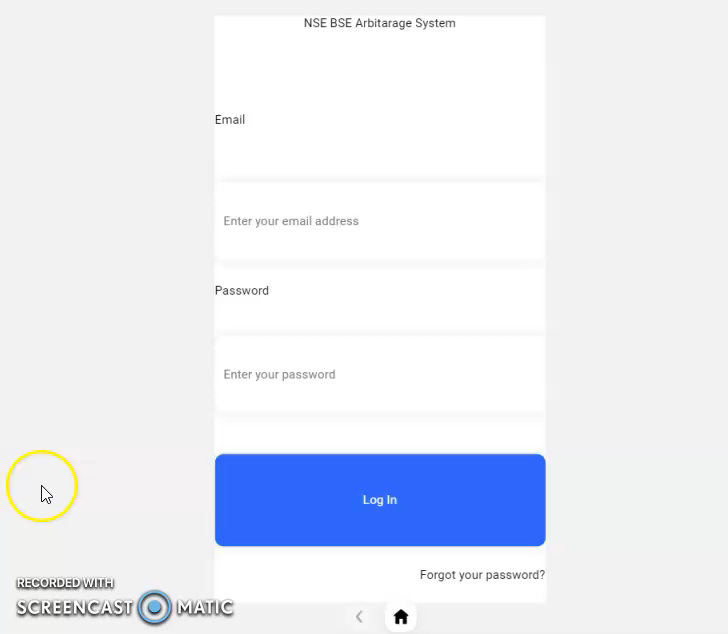 NSE BSE Arbitarage System
Email
Enter your email address
Password
Enter your password
Log In
Forgot your password?
RECORDED WITH
SCREENCAST MATIC